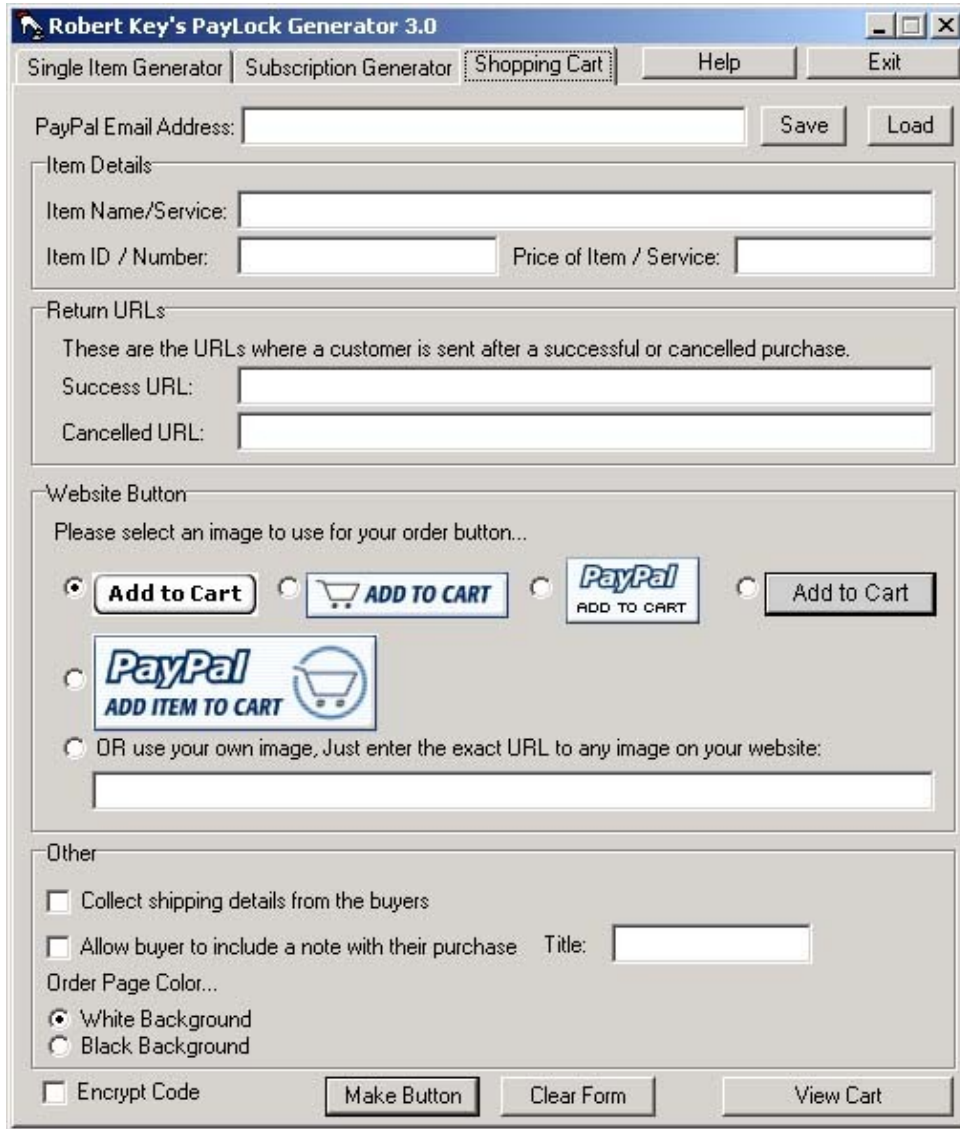 Robert Key's PayLock Generator 3.0
Single Item Generator Subscription Generator Shopping Cart Help Exit
PayPal Email Address: Save Load
Item Details
Item Name/Service:
Item ID / Number: Price of Item / Service:
Return URLs
These are the URLs where a customer is sent after a successful or cancelled purchase.
Success URL:
Cancelled URL:
Website Button
Please select an image to use for your order button...
Add to Cart ADD TO CART PayPal ADD TO CART Add to Cart
PayPal
ADD ITEM TO CART
OR use your own image, Just enter the exact URL to any image on your website:
Other
Collect shipping details from the buyers
Allow buyer to include a note with their purchase Title:
Order Page Color...
White Background
Black Background
Encrypt Code Make Button Clear Form View Cart